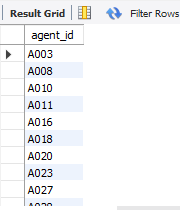 Result Grid Filter Rows
agent_id
A003
A008
A010
A011
A016
A018
A020
A023
A027